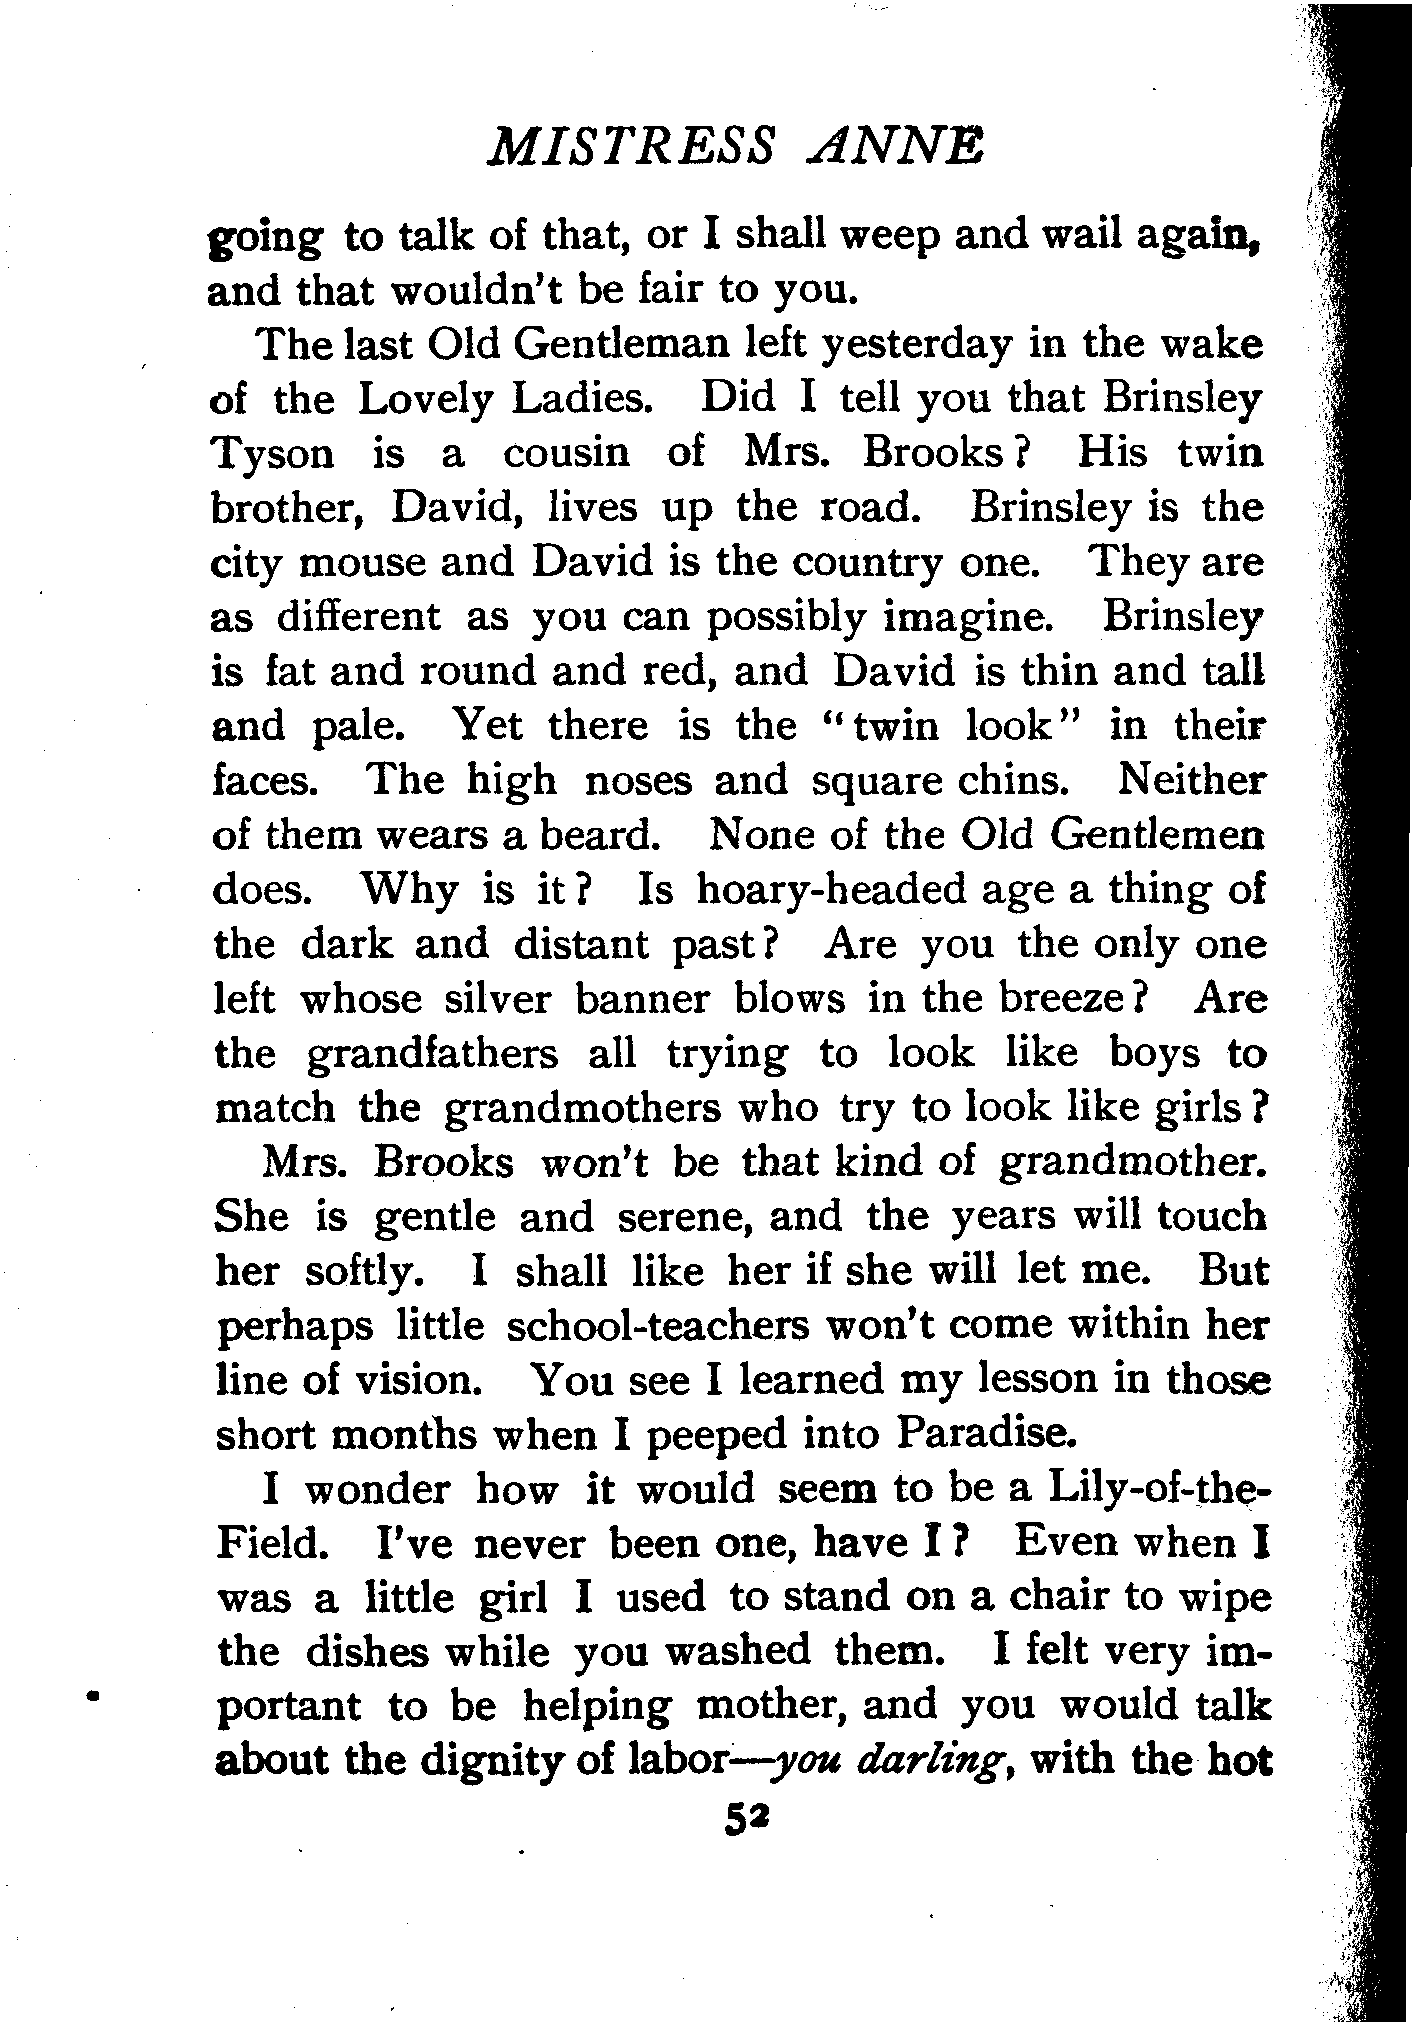 MISTRESS ANNE
going to talk of that, or I shall weep and wail again,
and that wouldn't be fair to you.
The last Old Gentleman left yesterday in the wake
of the Lovely Ladies. Did I tell you that Brinsley
Tyson is a cousin of Mrs. Brooks? His twin
brother, David, lives up the road. Brinsley is the
city mouse and David is the country one. They are
as different as you can possibly imagine. Brinsley
is fat and round and red, and David is thin and tall
and pale. Yet there is the "twin look" in their
faces. The high noses and square chins. Neither
of them wears a beard. None of the Old Gentlemen
does. Why is it? Is hoary-headed age a thing of
the dark and distant past? Are you the only one
left whose silver banner blows in the breeze? Are
the grandfathers all trying to look like boys to
match the grandmothers who try to look like girls?
Mrs. Brooks won't be that kind of grandmother.
She is gentle and serene, and the years will touch
her softly. I shall like her if she will let me. But
perhaps little school-teachers won't come within her
line of vision. You see I learned my lesson in those
short months when I peeped into Paradise.
I wonder how it would seem to be a Lily-of-the-
Field. I've never been one, have I? Even when I
was a little girl I used to stand on a chair to wipe
the dishes while you washed them. I felt very im-
portant to be helping mother, and you would talk
about the dignity of labor—you darling, with the hot
52